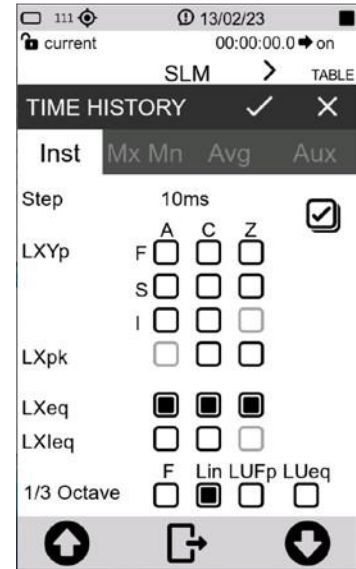 111 13/02/23
current 00:00:00.0 on
SLM > TABLE
TIME HISTORY
Inst Mx Mn Avg Aux
Step 10ms
A C Z
LXYp F
S
I
LXpk
LXeq
LXIeq
F Lin LUFp LUeq
1/3 Octave